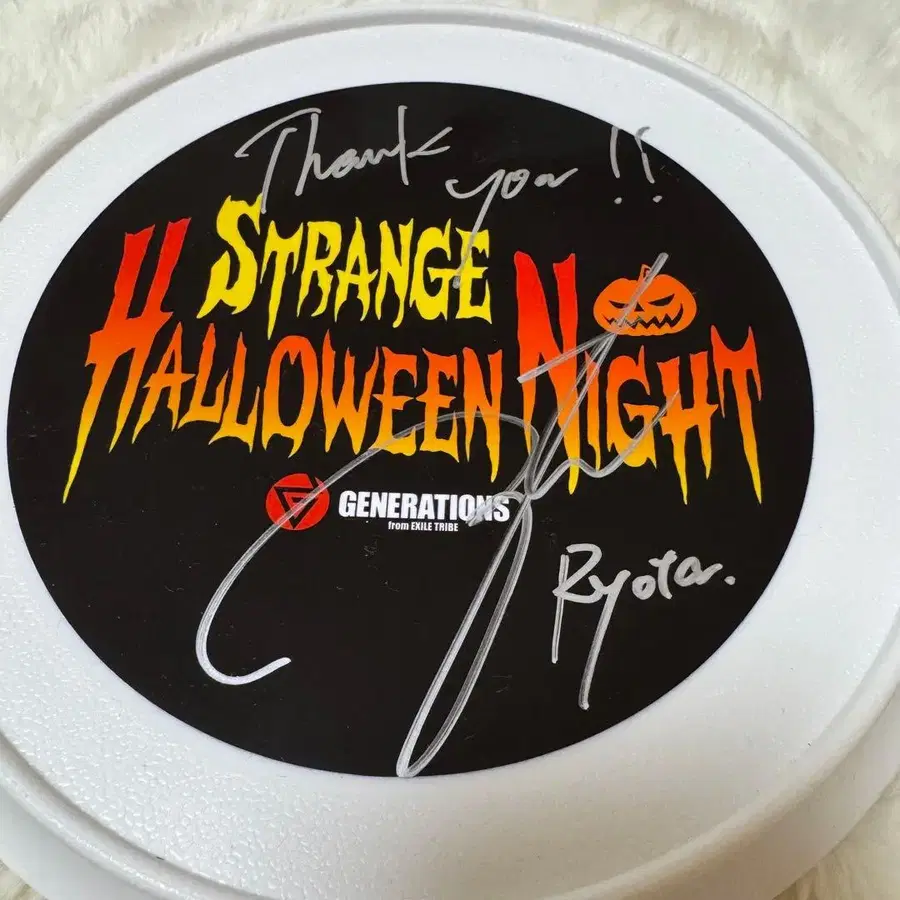 Thank you!!
STRANGE
HALLOWEEN NIGHT
GENERATIONS
from EXILE TRIBE
Ryota.